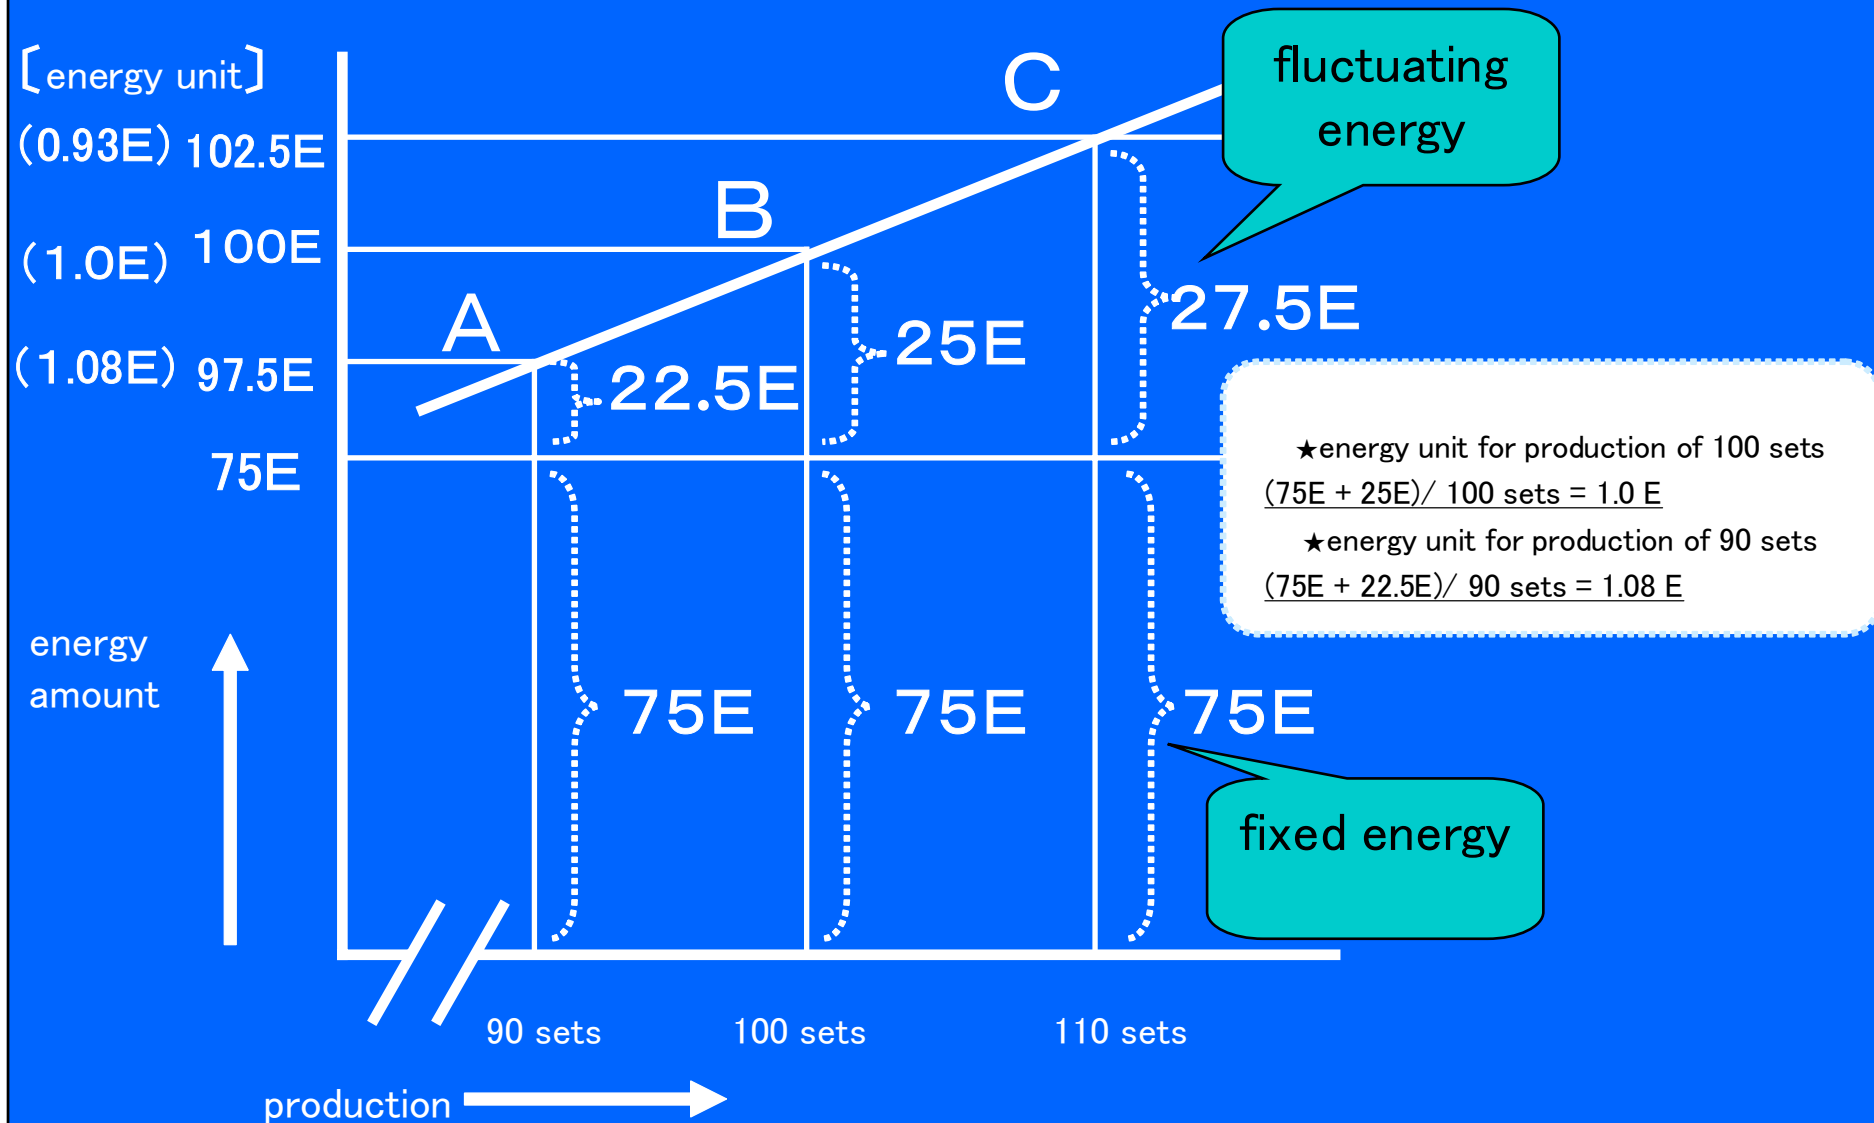 [energy unit]
(0.93E) 102.5E
(1.0E) 100E
(1.08E) 97.5E
75E
energy
amount
A
B
C
fluctuating
energy
22.5E
25E
27.5E
75E
75E
75E
fixed energy
★energy unit for production of 100 sets
(75E + 25E)/ 100 sets = 1.0 E
★energy unit for production of 90 sets
(75E + 22.5E)/ 90 sets = 1.08 E
90 sets
100 sets
110 sets
production